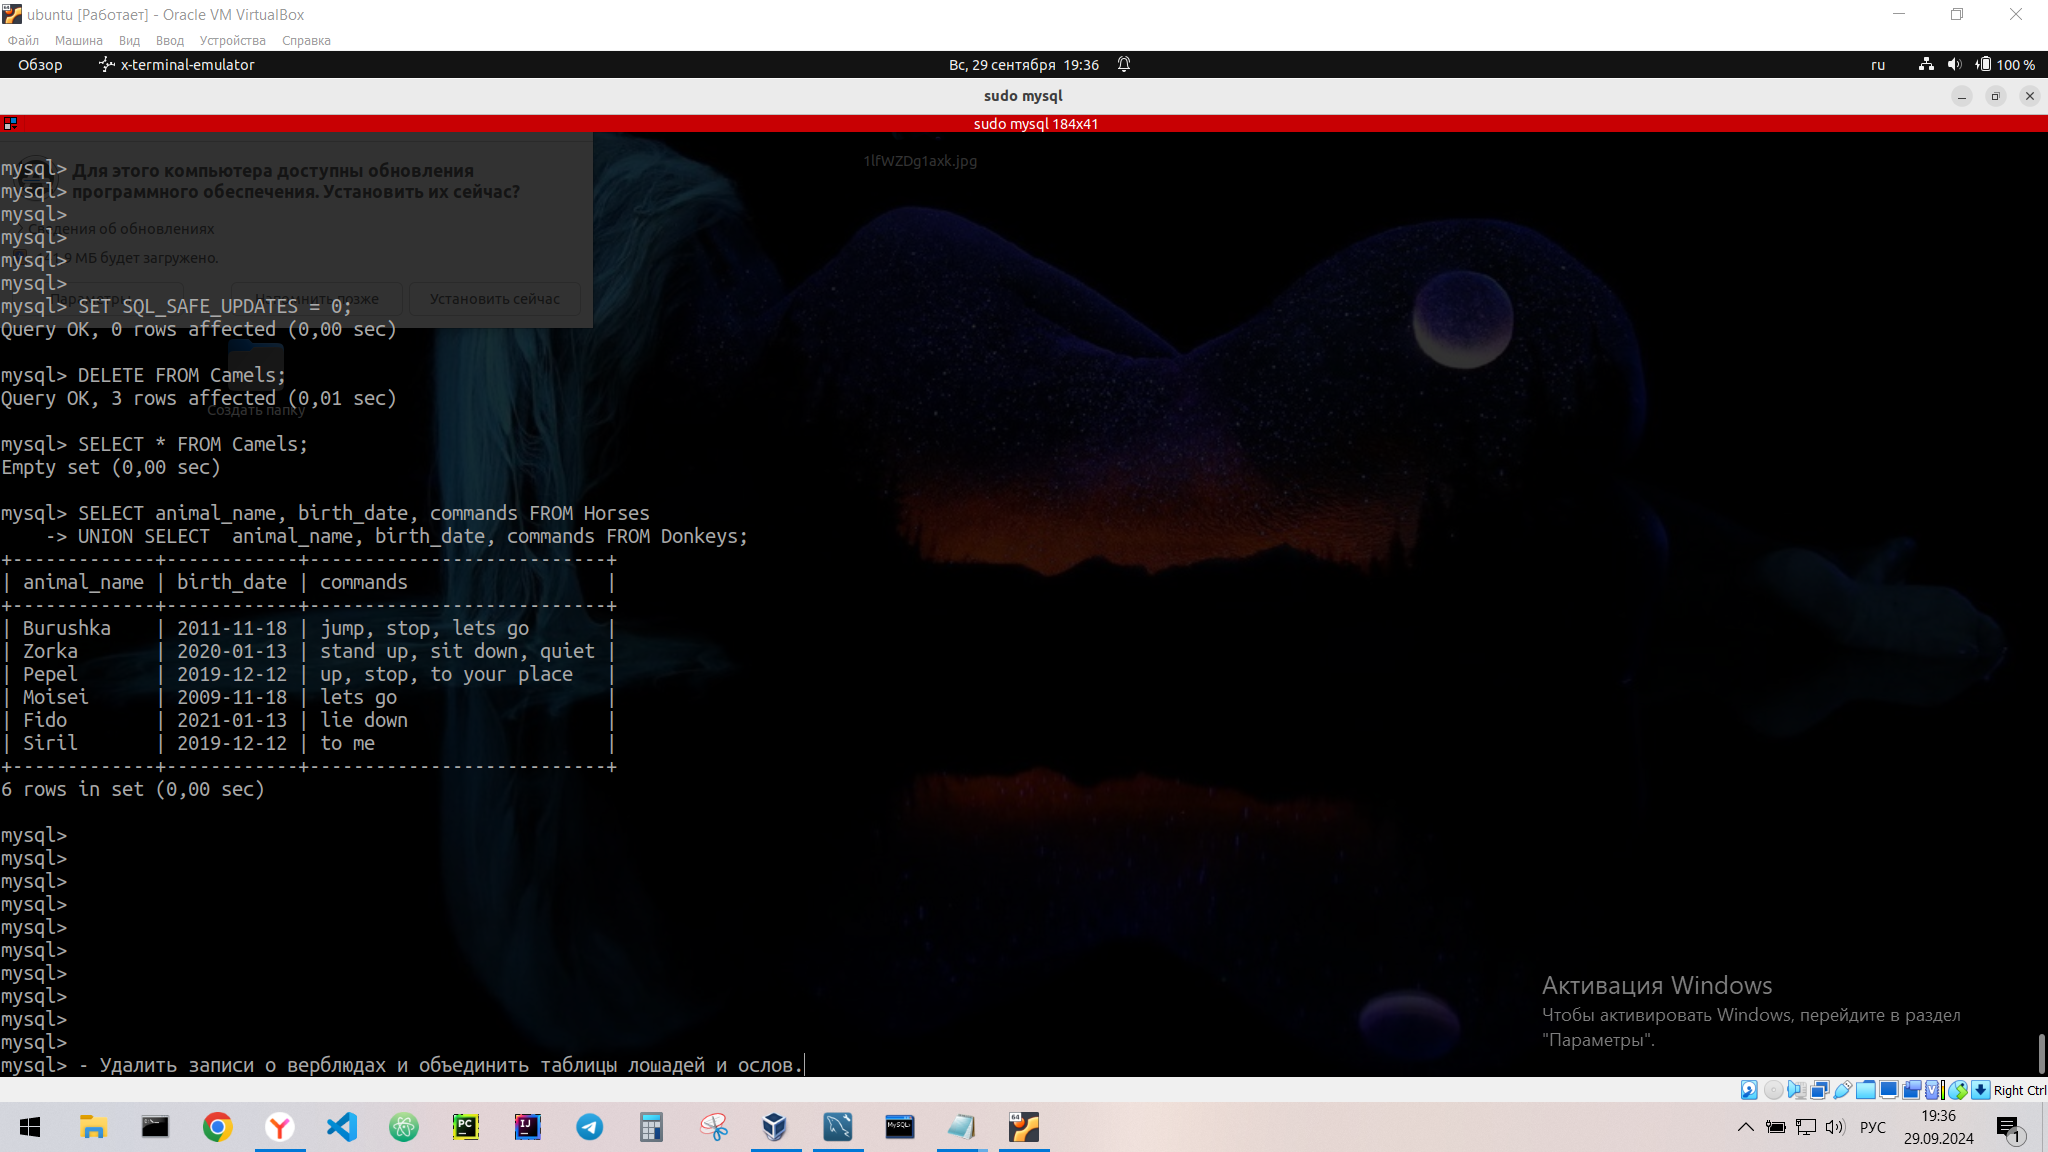 ubuntu [Работает] - Oracle VM VirtualBox
Файл Машина Вид Ввод Устройства Справка
Обзор x-terminal-emulator Вс, 29 сентября 19:36 ru 100 %
sudo mysql
sudo mysql 184x41
1lfWZDg1axk.jpg
Для этого компьютера доступны обновления
программного обеспечения. Установить их сейчас?
Сведения об обновлениях
9 МБ будет загружено.
Установить сейчас
mysql>
mysql>
mysql>
mysql>
mysql>
mysql>
mysql> SET SQL_SAFE_UPDATES = 0;
Query OK, 0 rows affected (0,00 sec)
mysql> DELETE FROM Camels;
Query OK, 3 rows affected (0,01 sec)
Создать папку
mysql> SELECT * FROM Camels;
Empty set (0,00 sec)
mysql> SELECT animal_name, birth_date, commands FROM Horses
-> UNION SELECT  animal_name, birth_date, commands FROM Donkeys;
+-------------+------------+---------------------------+
| animal_name | birth_date | commands                  |
+-------------+------------+---------------------------+
| Burushka    | 2011-11-18 | jump, stop, lets go       |
| Zorka       | 2020-01-13 | stand up, sit down, quiet |
| Pepel       | 2019-12-12 | up, stop, to your place   |
| Moisei      | 2009-11-18 | lets go                   |
| Fido        | 2021-01-13 | lie down                  |
| Siril       | 2019-12-12 | to me                     |
+-------------+------------+---------------------------+
6 rows in set (0,00 sec)
mysql>
mysql>
mysql>
mysql>
mysql>
mysql>
mysql>
mysql>
mysql>
mysql>
mysql> - Удалить записи о верблюдах и объединить таблицы лошадей и ослов.
Активация Windows
Чтобы активировать Windows, перейдите в раздел
"Параметры".
Right Ctrl
РУС 19:36
29.09.2024
1